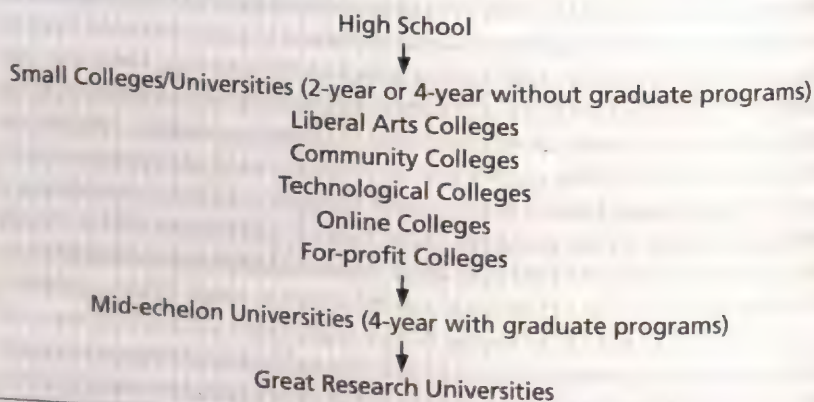 High School
Small Colleges/Universities (2-year or 4-year without graduate programs)
Liberal Arts Colleges
Community Colleges
Technological Colleges
Online Colleges
For-profit Colleges
Mid-echelon Universities (4-year with graduate programs)
Great Research Universities